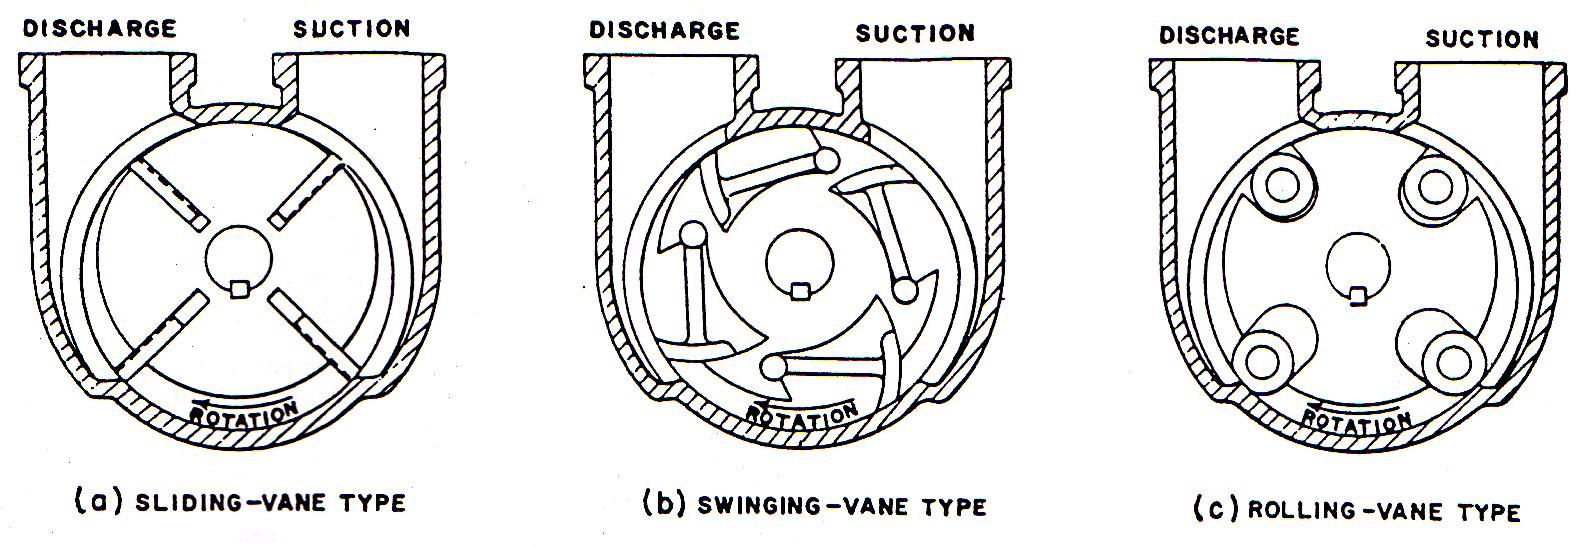 DISCHARGE SUCTION
DISCHARGE SUCTION
DISCHARGE SUCTION
ROTATION
ROTATION
ROTATION
(a) SLIDING-VANE TYPE
(b) SWINGING-VANE TYPE
(c) ROLLING-VANE TYPE